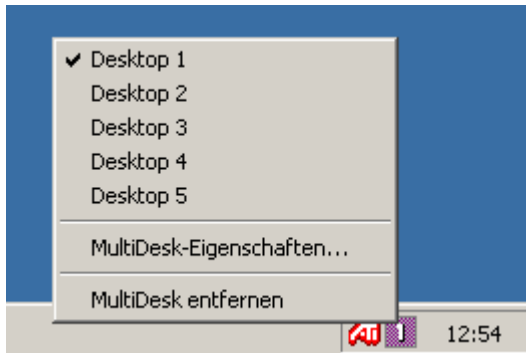 Desktop 1
Desktop 2
Desktop 3
Desktop 4
Desktop 5
MultiDesk-Eigenschaften...
MultiDesk entfernen
ATI 1 12:54